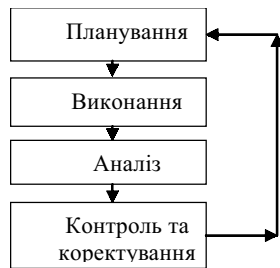 Планування
Виконання
Аналіз
Контроль та
коректування